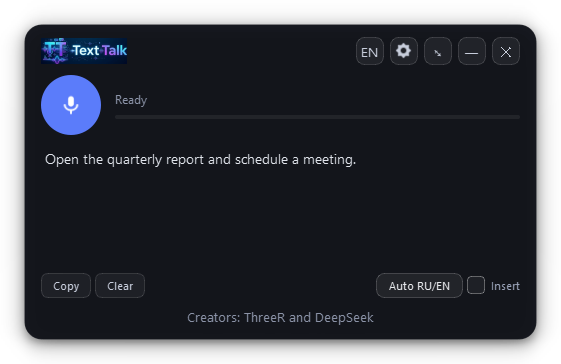 TT Text Talk
EN
Ready
Open the quarterly report and schedule a meeting.
Copy Clear Auto RU/EN Insert
Creators: ThreeR and DeepSeek